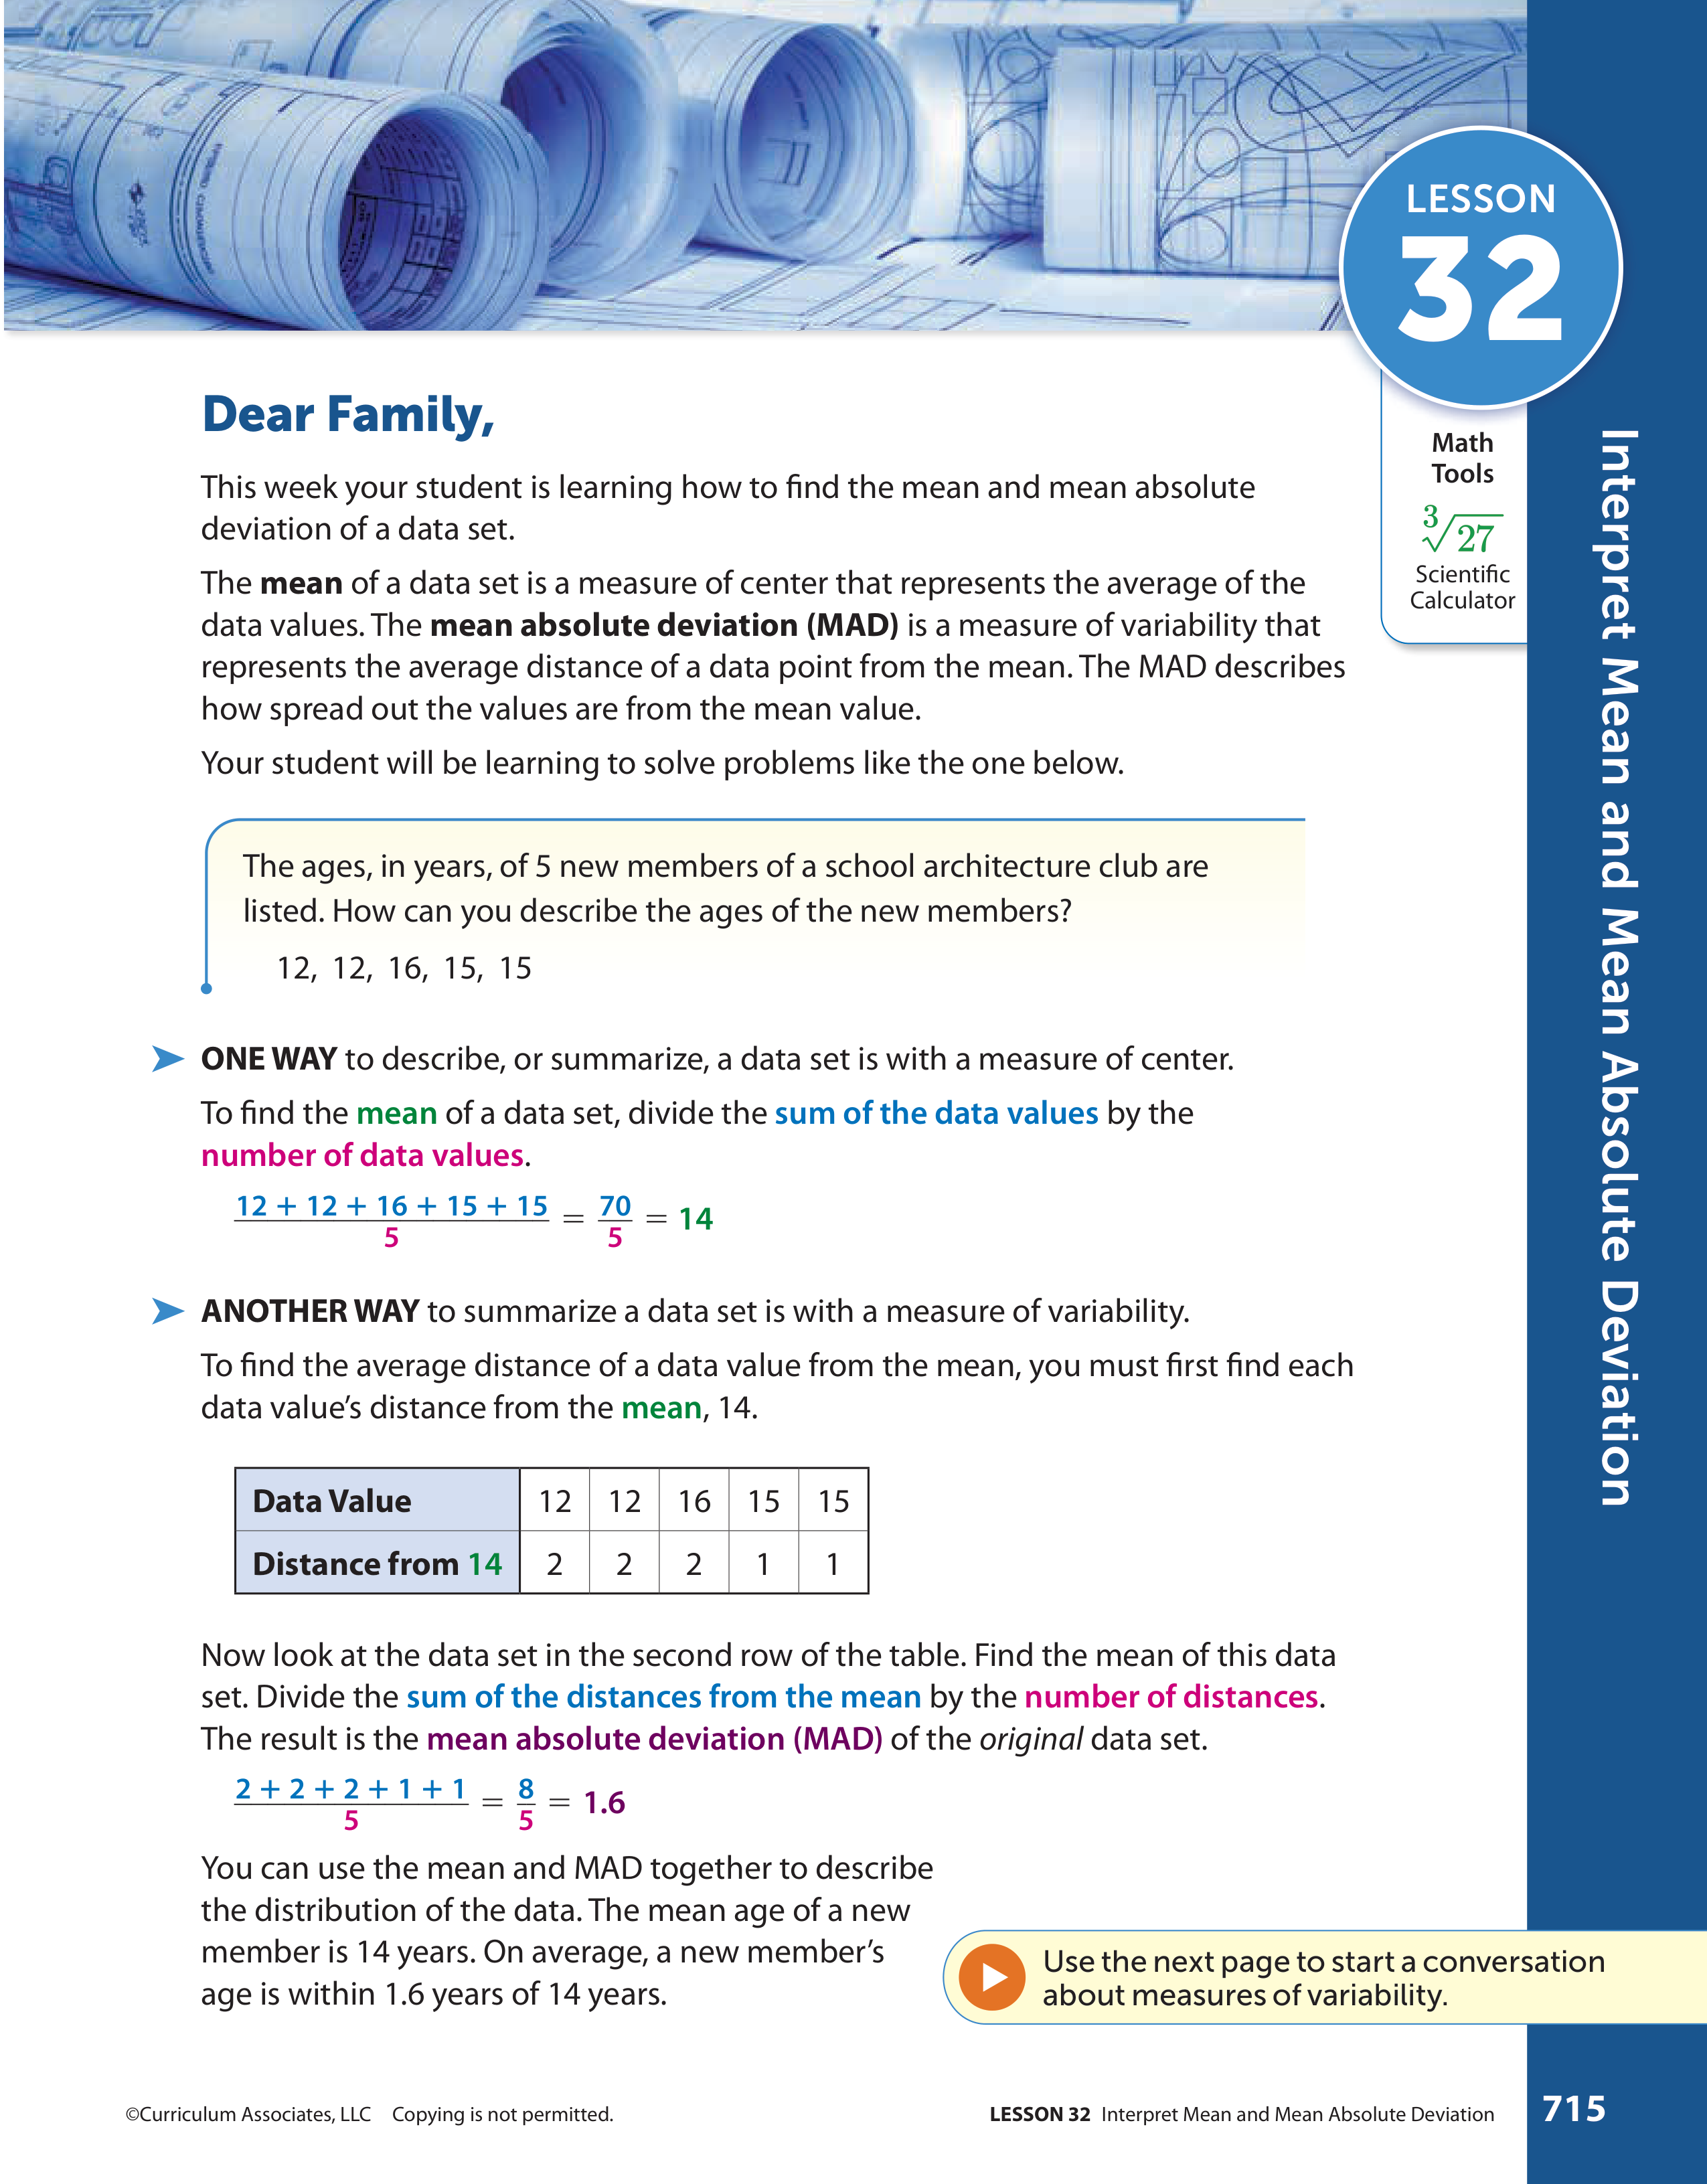 LESSON
32
Dear Family,
This week your student is learning how to find the mean and mean absolute
deviation of a data set.
The mean of a data set is a measure of center that represents the average of the
data values. The mean absolute deviation (MAD) is a measure of variability that
represents the average distance of a data point from the mean. The MAD describes
how spread out the values are from the mean value.
Your student will be learning to solve problems like the one below.
Math
Tools
∛27
Scientific
Calculator
Interpret Mean and Mean Absolute Deviation
The ages, in years, of 5 new members of a school architecture club are
listed. How can you describe the ages of the new members?
12, 12, 16, 15, 15
➤ ONE WAY to describe, or summarize, a data set is with a measure of center.
To find the mean of a data set, divide the sum of the data values by the
number of data values.
12 + 12 + 16 + 15 + 15 / 5 = 70 / 5 = 14
➤ ANOTHER WAY to summarize a data set is with a measure of variability.
To find the average distance of a data value from the mean, you must first find each
data value’s distance from the mean, 14.
Data Value 12 12 16 15 15
Distance from 14 2 2 2 1 1
Now look at the data set in the second row of the table. Find the mean of this data
set. Divide the sum of the distances from the mean by the number of distances.
The result is the mean absolute deviation (MAD) of the original data set.
2 + 2 + 2 + 1 + 1 / 5 = 8 / 5 = 1.6
You can use the mean and MAD together to describe
the distribution of the data. The mean age of a new
member is 14 years. On average, a new member’s
age is within 1.6 years of 14 years.
Use the next page to start a conversation
about measures of variability.
©Curriculum Associates, LLC Copying is not permitted.
LESSON 32 Interpret Mean and Mean Absolute Deviation
715